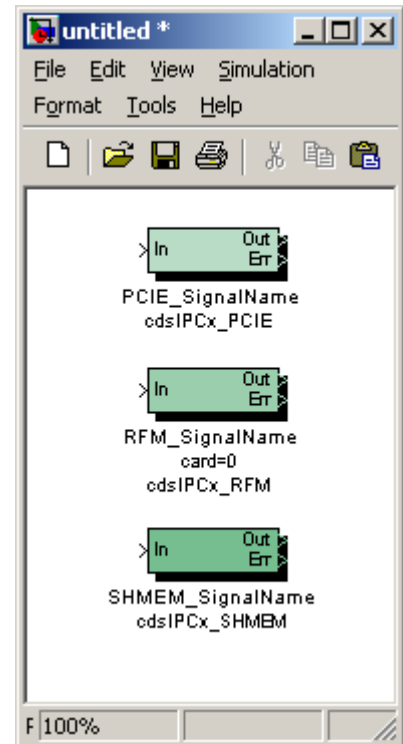 untitled *
File Edit View Simulation
Format Tools Help
In Out
Err
PCIE_SignalName
cdsIPCx_PCIE
In Out
Err
RFM_SignalName
card=0
cdsIPCx_RFM
In Out
Err
SHMEM_SignalName
cdsIPCx_SHMEM
F 100%